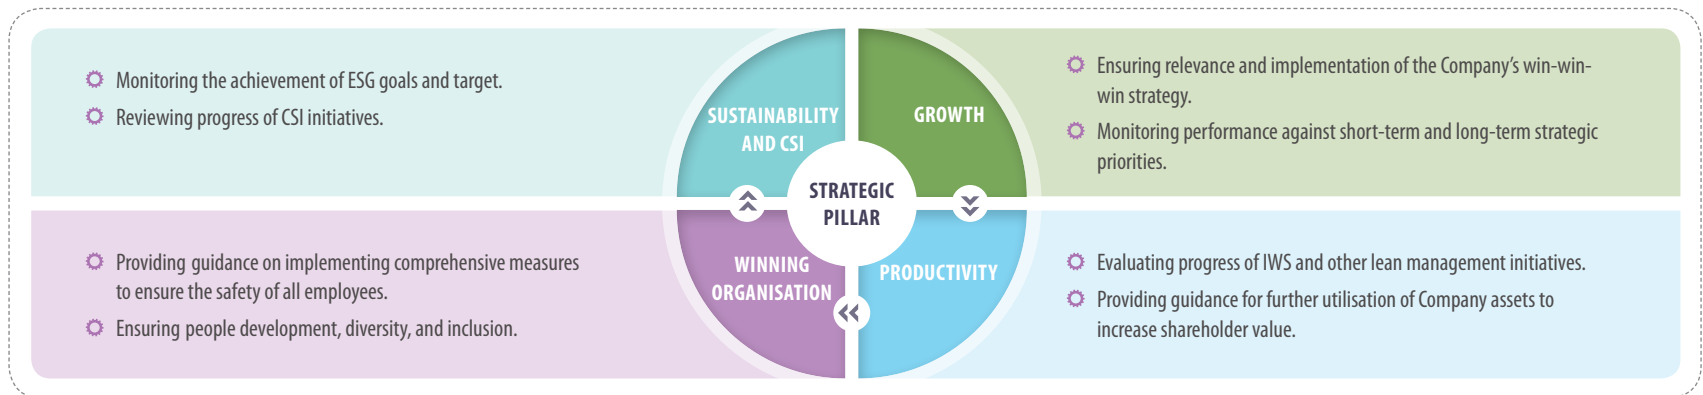 Monitoring the achievement of ESG goals and target.
Reviewing progress of CSI initiatives.
SUSTAINABILITY
AND CSI
GROWTH
Ensuring relevance and implementation of the Company’s win-win-
win strategy.
Monitoring performance against short-term and long-term strategic
priorities.
STRATEGIC
PILLAR
Providing guidance on implementing comprehensive measures
to ensure the safety of all employees.
Ensuring people development, diversity, and inclusion.
WINNING
ORGANISATION
PRODUCTIVITY
Evaluating progress of IWS and other lean management initiatives.
Providing guidance for further utilisation of Company assets to
increase shareholder value.